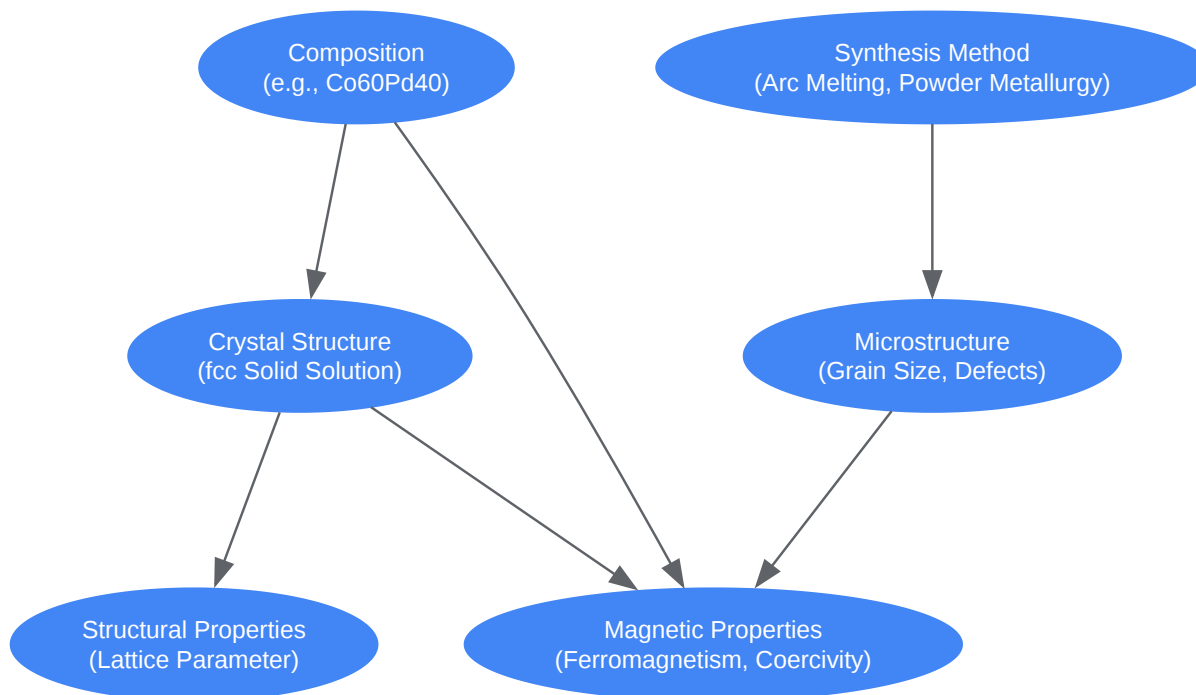 Composition
(e.g., Co60Pd40)
Synthesis Method
(Arc Melting, Powder Metallurgy)
Crystal Structure
(fcc Solid Solution)
Microstructure
(Grain Size, Defects)
Structural Properties
(Lattice Parameter)
Magnetic Properties
(Ferromagnetism, Coercivity)